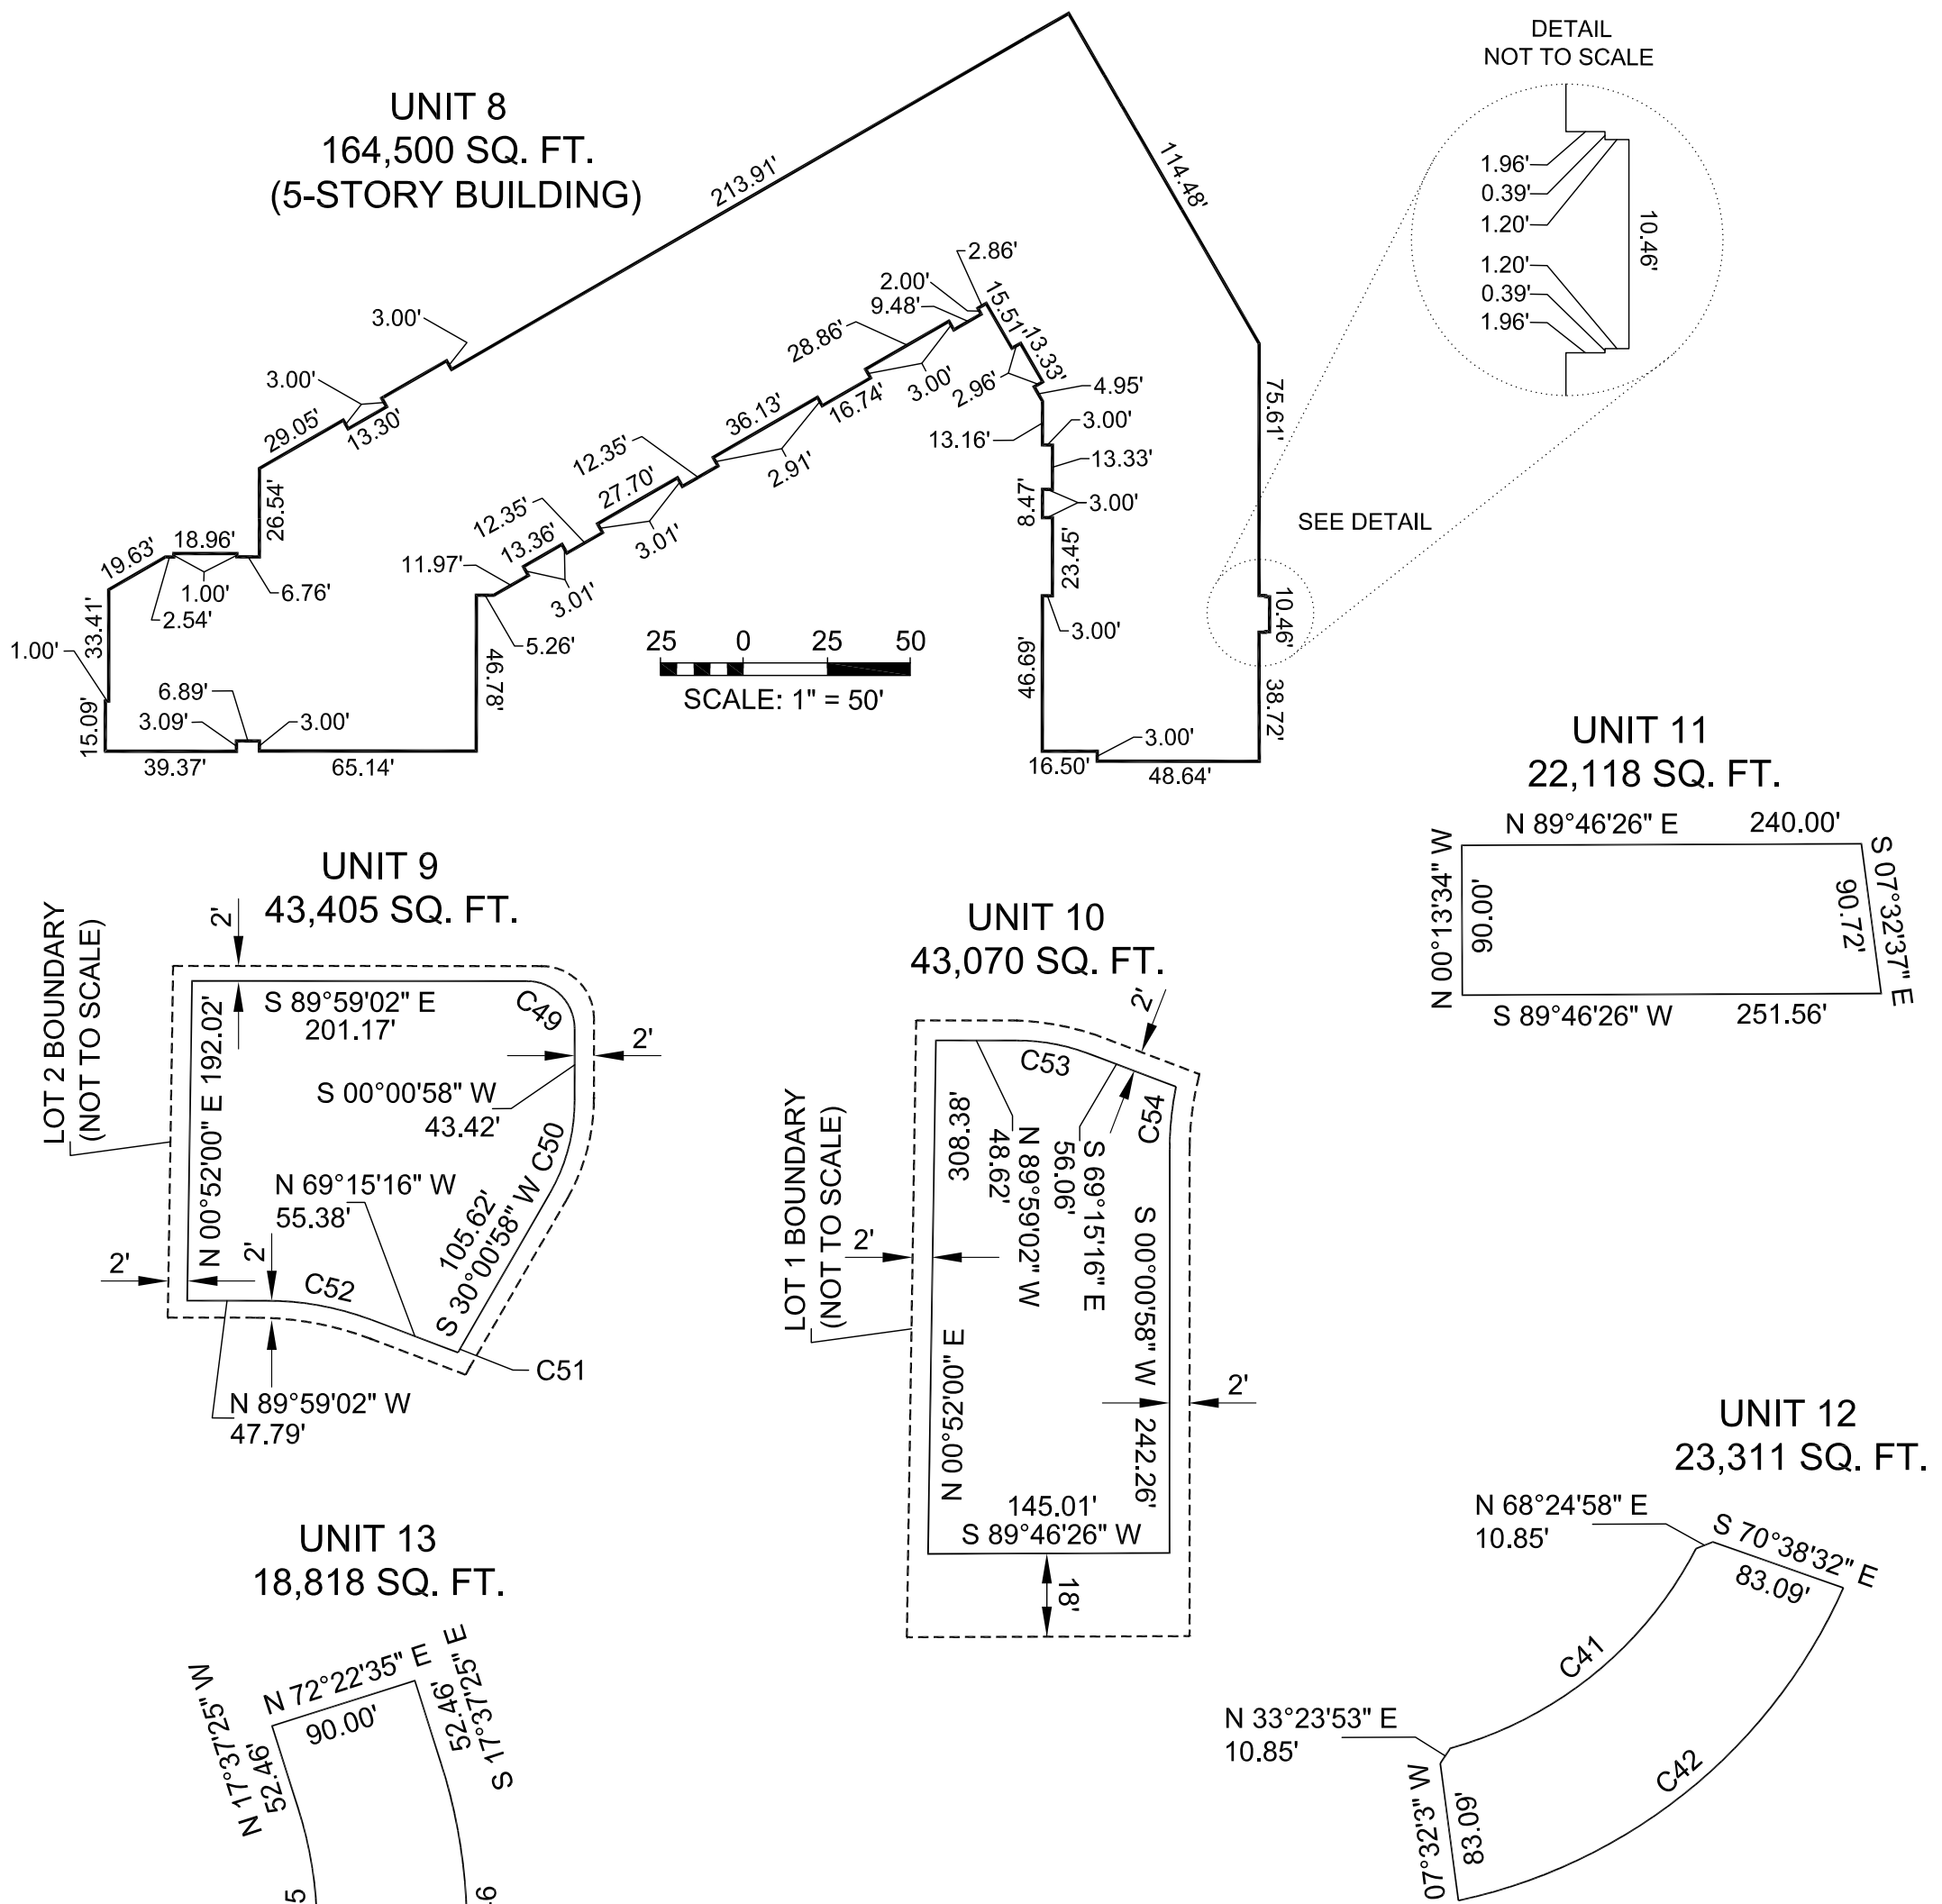 UNIT 8
164,500 SQ. FT.
(5-STORY BUILDING)
213.91'
114.48'
3.00'
3.00'
29.05'
13.30'
26.54'
19.63'
18.96'
1.00'
2.54'
6.76'
33.41'
1.00'
15.09'
6.89'
3.09'
3.00'
39.37'
65.14'
46.78'
5.26'
11.97'
13.36'
3.01'
12.35'
27.70'
3.01'
12.35'
36.13'
2.91'
16.74'
28.86'
3.00'
9.48'
2.00'
2.86'
15.51'
13.33'
2.96'
4.95'
13.16'
3.00'
13.33'
8.47'
3.00'
23.45'
3.00'
49.69'
16.50'
3.00'
48.64'
38.72'
10.46'
75.61'
SEE DETAIL
DETAIL
NOT TO SCALE
1.96'
0.39'
1.20'
1.20'
0.39'
1.96'
10.46'
25 0 25 50
SCALE: 1" = 50'
UNIT 11
22,118 SQ. FT.
N 89°46'26" E 240.00'
N 00°13'34" W
90.00'
90.72'
S 07°32'37" E
S 89°46'26" W 251.56'
UNIT 9
43,405 SQ. FT.
LOT 2 BOUNDARY
(NOT TO SCALE)
2'
S 89°59'02" E
201.17'
C49
2'
S 00°00'58" W
43.42'
N 00°52'00" E 192.02'
C50
N 69°15'16" W
55.38'
105.62'
S 30°00'58" W
2'
2'
C52
C51
N 89°59'02" W
47.79'
UNIT 10
43,070 SQ. FT.
LOT 1 BOUNDARY
(NOT TO SCALE)
2'
C53
C54
308.38'
N 89°59'02" W
48.62'
S 69°15'16" E
56.06'
2'
N 00°52'00" E
S 00°00'58" W 242.26'
2'
145.01'
S 89°46'26" W
18'
UNIT 12
23,311 SQ. FT.
N 68°24'58" E
10.85'
S 70°38'32" E
83.09'
C41
N 33°23'53" E
10.85'
C42
07°32'3" W
83.09'
UNIT 13
18,818 SQ. FT.
N 72°22'35" E
90.00'
N 17°37'25" W
52.46'
52.46'
S 17°37'25" E